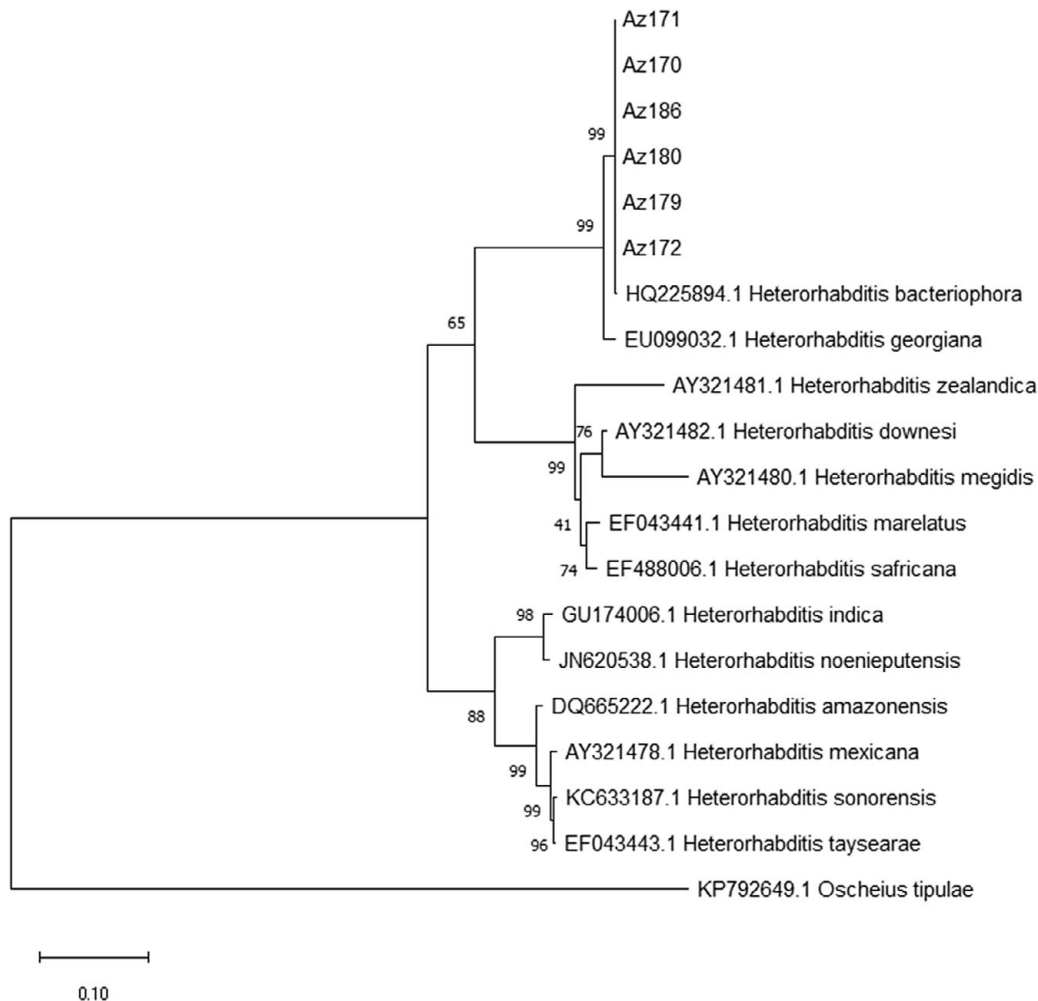 Az171
Az170
Az186
99
Az180
Az179
99
Az172
HQ225894.1 Heterorhabditis bacteriophora
65
EU099032.1 Heterorhabditis georgiana
AY321481.1 Heterorhabditis zealandica
76
AY321482.1 Heterorhabditis downesi
99
AY321480.1 Heterorhabditis megidis
41
EF043441.1 Heterorhabditis marelatus
74
EF488006.1 Heterorhabditis safricana
98
GU174006.1 Heterorhabditis indica
JN620538.1 Heterorhabditis noenieputensis
88
DQ665222.1 Heterorhabditis amazonensis
AY321478.1 Heterorhabditis mexicana
99
KC633187.1 Heterorhabditis sonorensis
99
96
EF043443.1 Heterorhabditis taysearae
KP792649.1 Oscheius tipulae
0.10